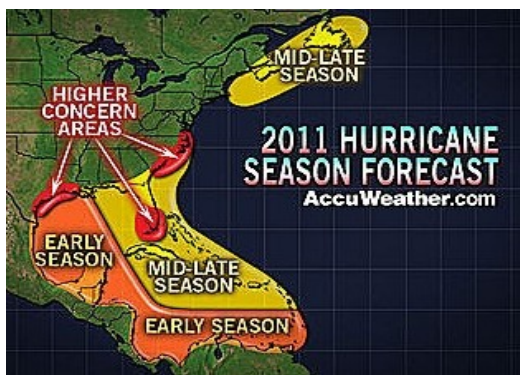 MID-LATE
SEASON
HIGHER
CONCERN
AREAS
2011 HURRICANE
SEASON FORECAST
AccuWeather.com
EARLY
SEASON
MID-LATE
SEASON
EARLY SEASON